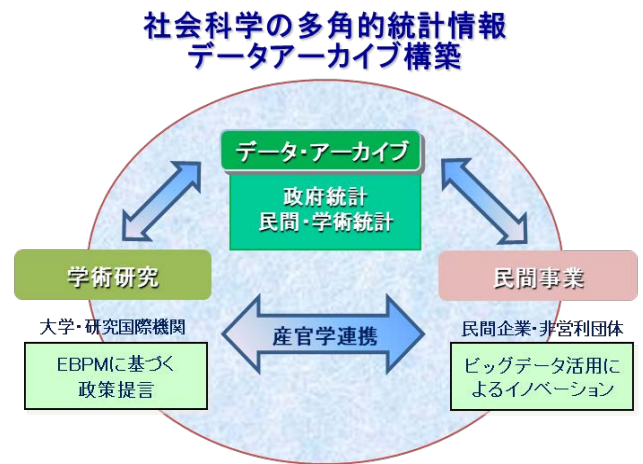 社会科学の多角的統計情報
データアーカイブ構築
データ・アーカイブ
政府統計
民間・学術統計
学術研究
民間事業
大学・研究国際機関
産官学連携
民間企業・非営利団体
EBPMに基づく
政策提言
ビッグデータ活用に
よるイノベーション